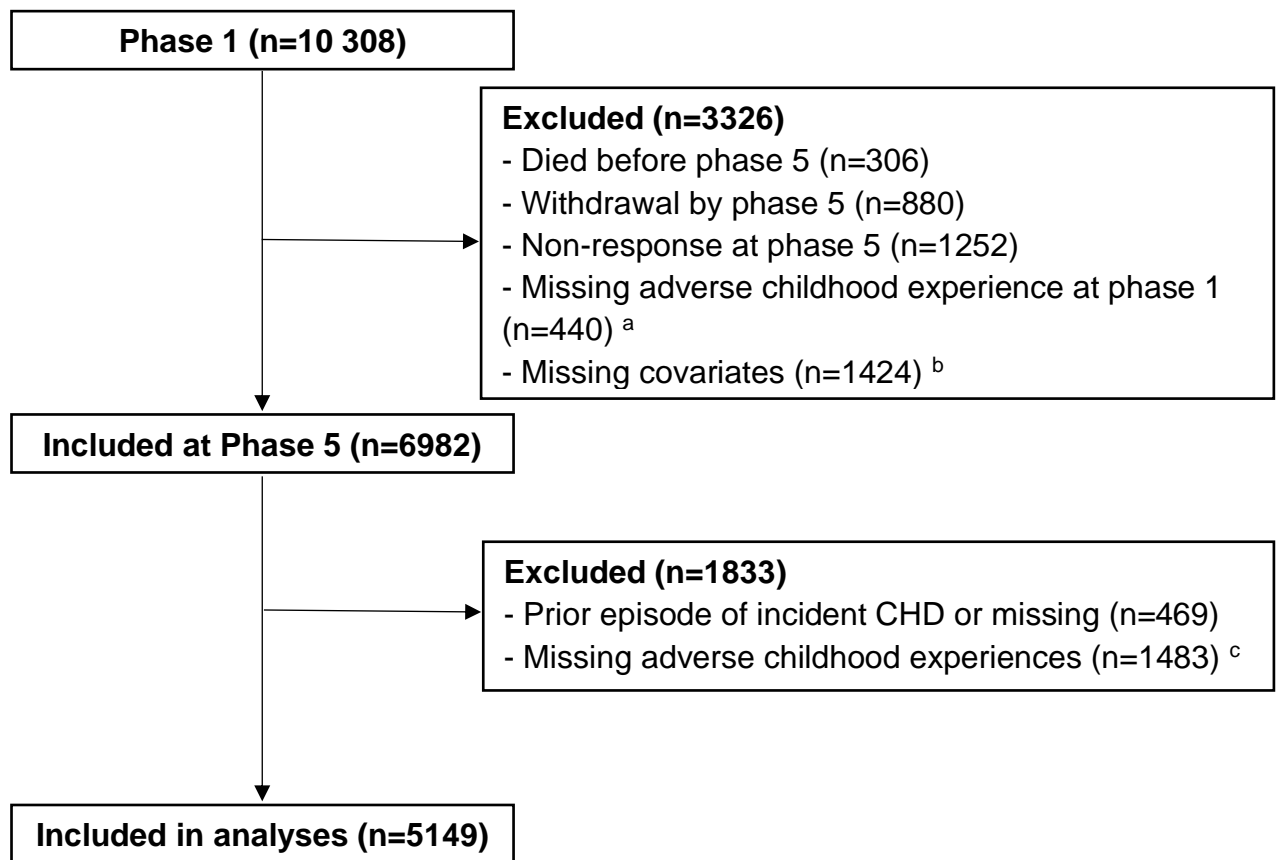 Phase 1 (n=10 308)
Excluded (n=3326)
- Died before phase 5 (n=306)
- Withdrawal by phase 5 (n=880)
- Non-response at phase 5 (n=1252)
- Missing adverse childhood experience at phase 1
(n=440) a
- Missing covariates (n=1424) b
Included at Phase 5 (n=6982)
Excluded (n=1833)
- Prior episode of incident CHD or missing (n=469)
- Missing adverse childhood experiences (n=1483) c
Included in analyses (n=5149)